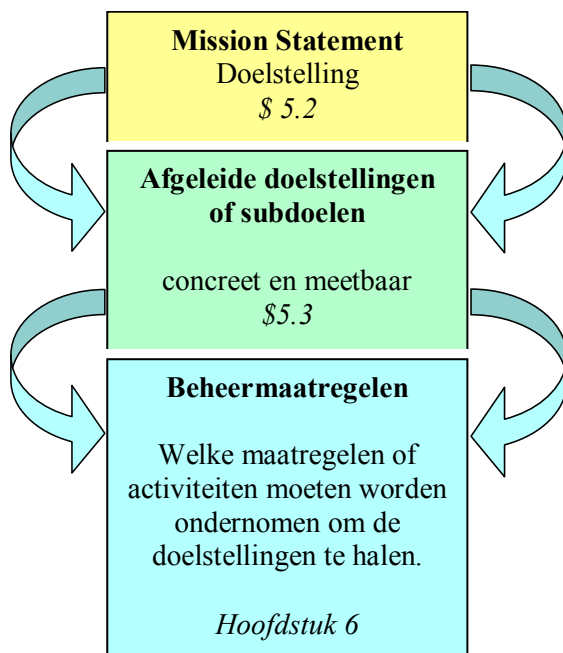 Mission Statement
Doelstelling
$ 5.2
Afgeleide doelstellingen
of subdoelen
concreet en meetbaar
$5.3
Beheermaatregelen
Welke maatregelen of
activiteiten moeten worden
ondernomen om de
doelstellingen te halen.
Hoofdstuk 6